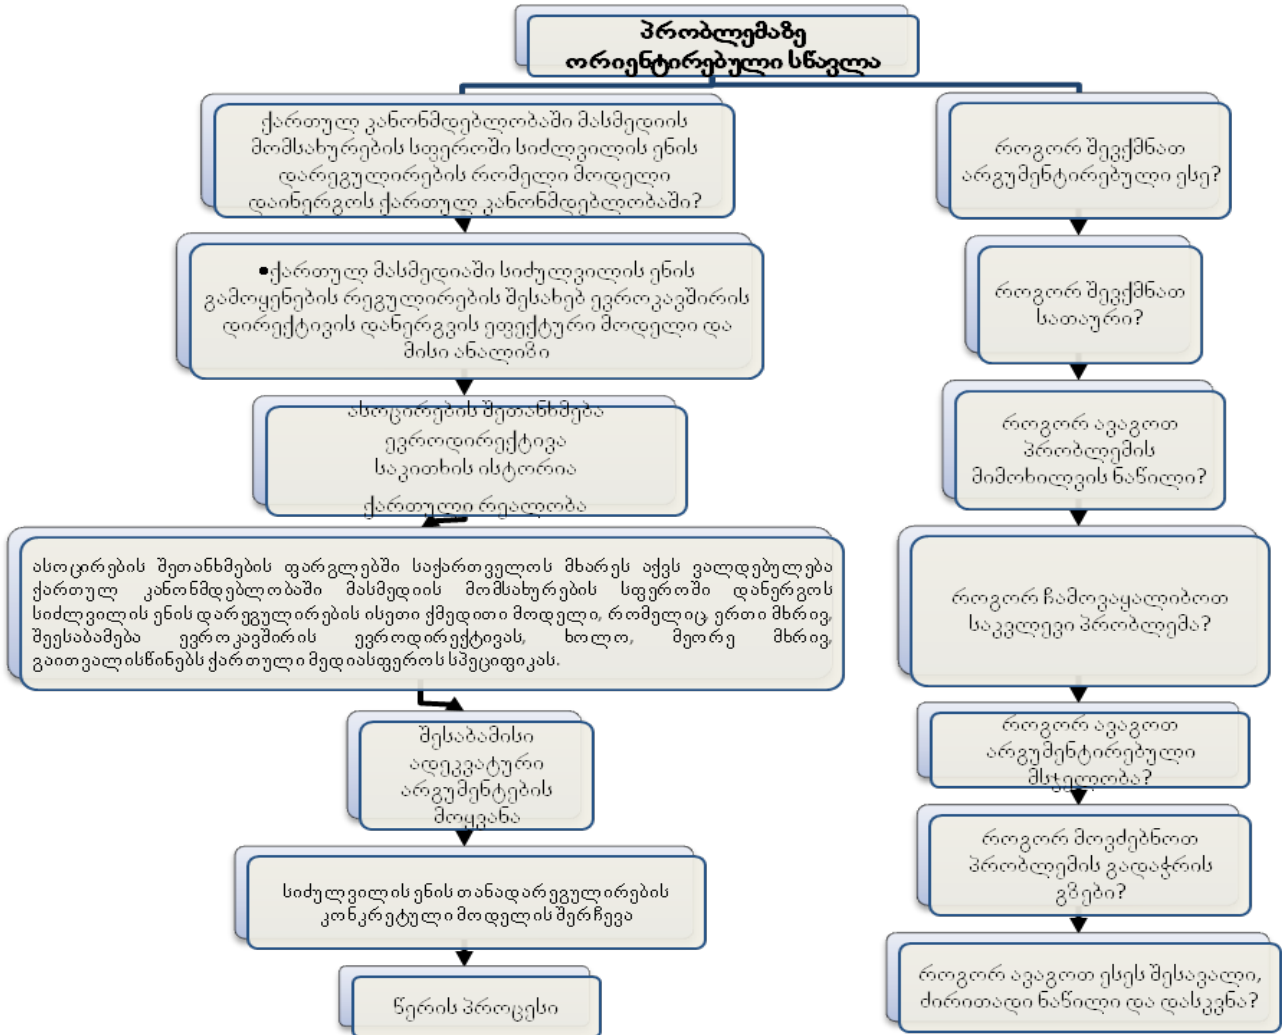 პრობლემაზე
ორიენტირებული სწავლა
ქართულ კანონმდებლობაში მასმედიის
მომსახურების სფეროში სიძლვილის ენის
დარეგულირების რომელი მოდელი
დაინერგოს ქართულ კანონმდებლობაში?
•ქართულ მასმედიაში სიძულვილის ენის
გამოყენების რეგულირების შესახებ ევროკავშირის
დირექტივის დანერგვის ეფექტური მოდელი და
მისი ანალიზი
ასოცირების შეთანხმება
ევროდირექტივა
საკითხის ისტორია
ქართული რეალობა
ასოცირების შეთანხმების ფარგლებში საქართველოს მხარეს აქვს ვალდებულება
ქართულ კანონმდებლობაში მასმედიის მომსახურების სფეროში დანერგოს
სიძლვილის ენის დარეგულირების ისეთი ქმედითი მოდელი, რომელიც, ერთი მხრივ,
შეესაბამება ევროკავშირის ევროდირექტივას, ხოლო, მეორე მხრივ,
გაითვალისწინებს ქართული მედიასფეროს სპეციფიკას.
შესაბამისი
ადეკვატური
არგუმენტების
მოყვანა
სიძულვილის ენის თანადარეგულირების
კონკრეტული მოდელის შერჩევა
წერის პროცესი
როგორ შევქმნათ
არგუმენტირებული ესე?
როგორ შევქმნათ
სათაური?
როგორ ავაგოთ
პრობლემის
მიმოხილვის ნაწილი?
როგორ ჩამოვაყალიბოთ
საკვლევი პრობლემა?
როგორ ავაგოთ
არგუმენტირებული
მსჯელობა?
როგორ მოვძებნოთ
პრობლემის გადაჭრის
გზები?
როგორ ავაგოთ ესეს შესავალი,
ძირითადი ნაწილი და დასკვნა?